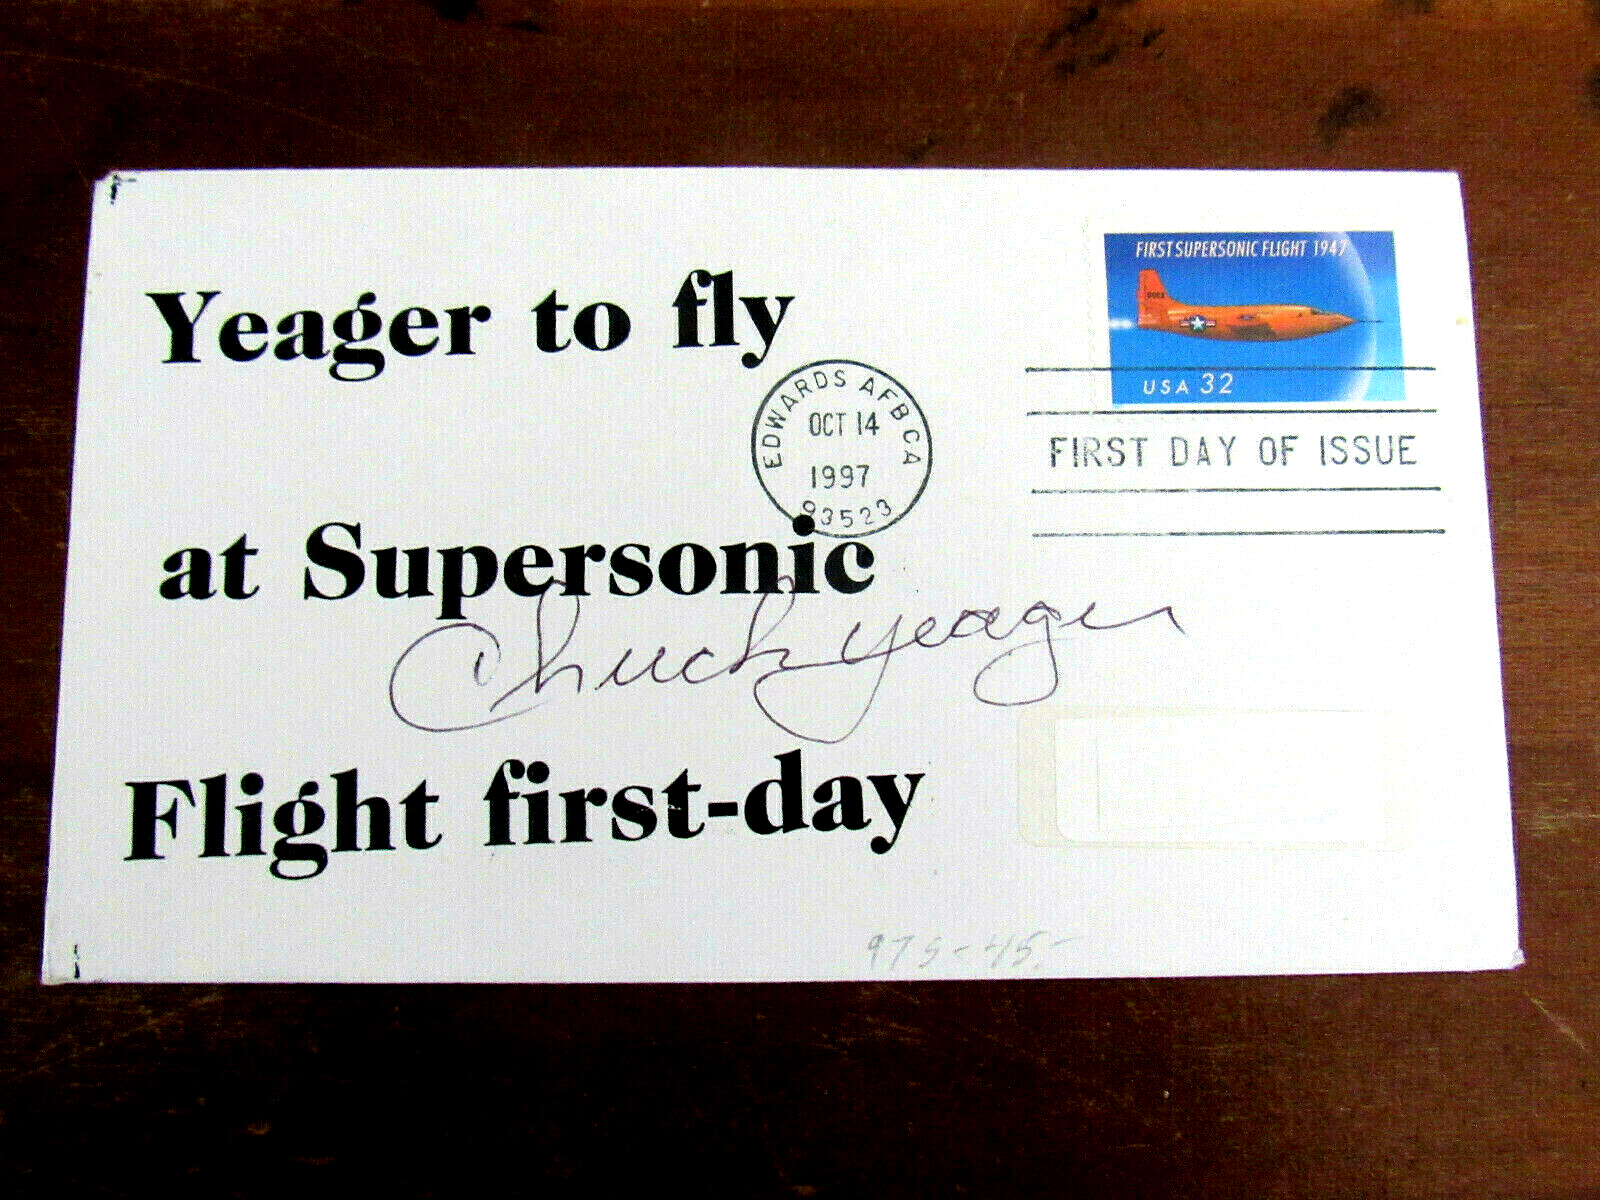 FIRST SUPERSONIC FLIGHT 1947
USA 32
Yeager to fly
EDWARDS AFB CA
OCT 14
1997
93523
FIRST DAY OF ISSUE
at Supersonic
Chuck Yeager
Flight first-day
97S-45-